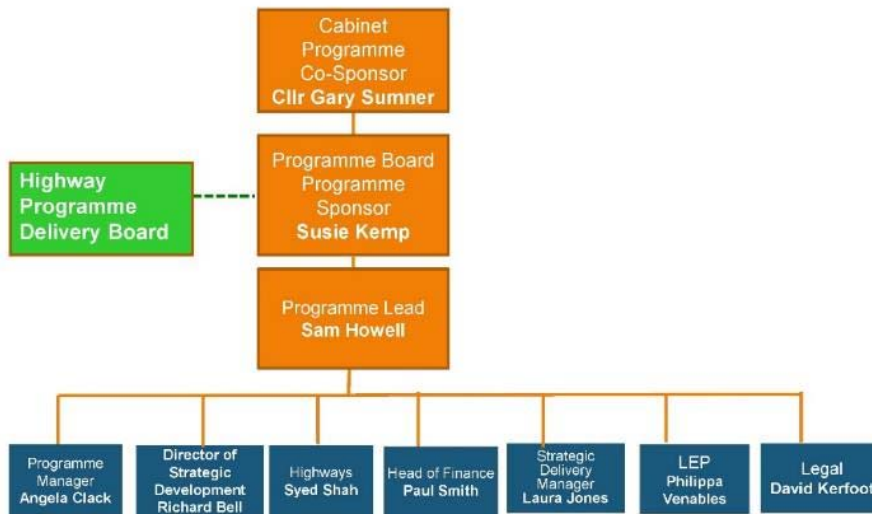 Cabinet
Programme
Co-Sponsor
Cllr Gary Sumner
Highway
Programme
Delivery Board
Programme Board
Programme
Sponsor
Susie Kemp
Programme Lead
Sam Howell
Programme
Manager
Angela Clack
Director of
Strategic
Development
Richard Bell
Highways
Syed Shah
Head of Finance
Paul Smith
Strategic
Delivery
Manager
Laura Jones
LEP
Philippa
Venables
Legal
David Kerfoot